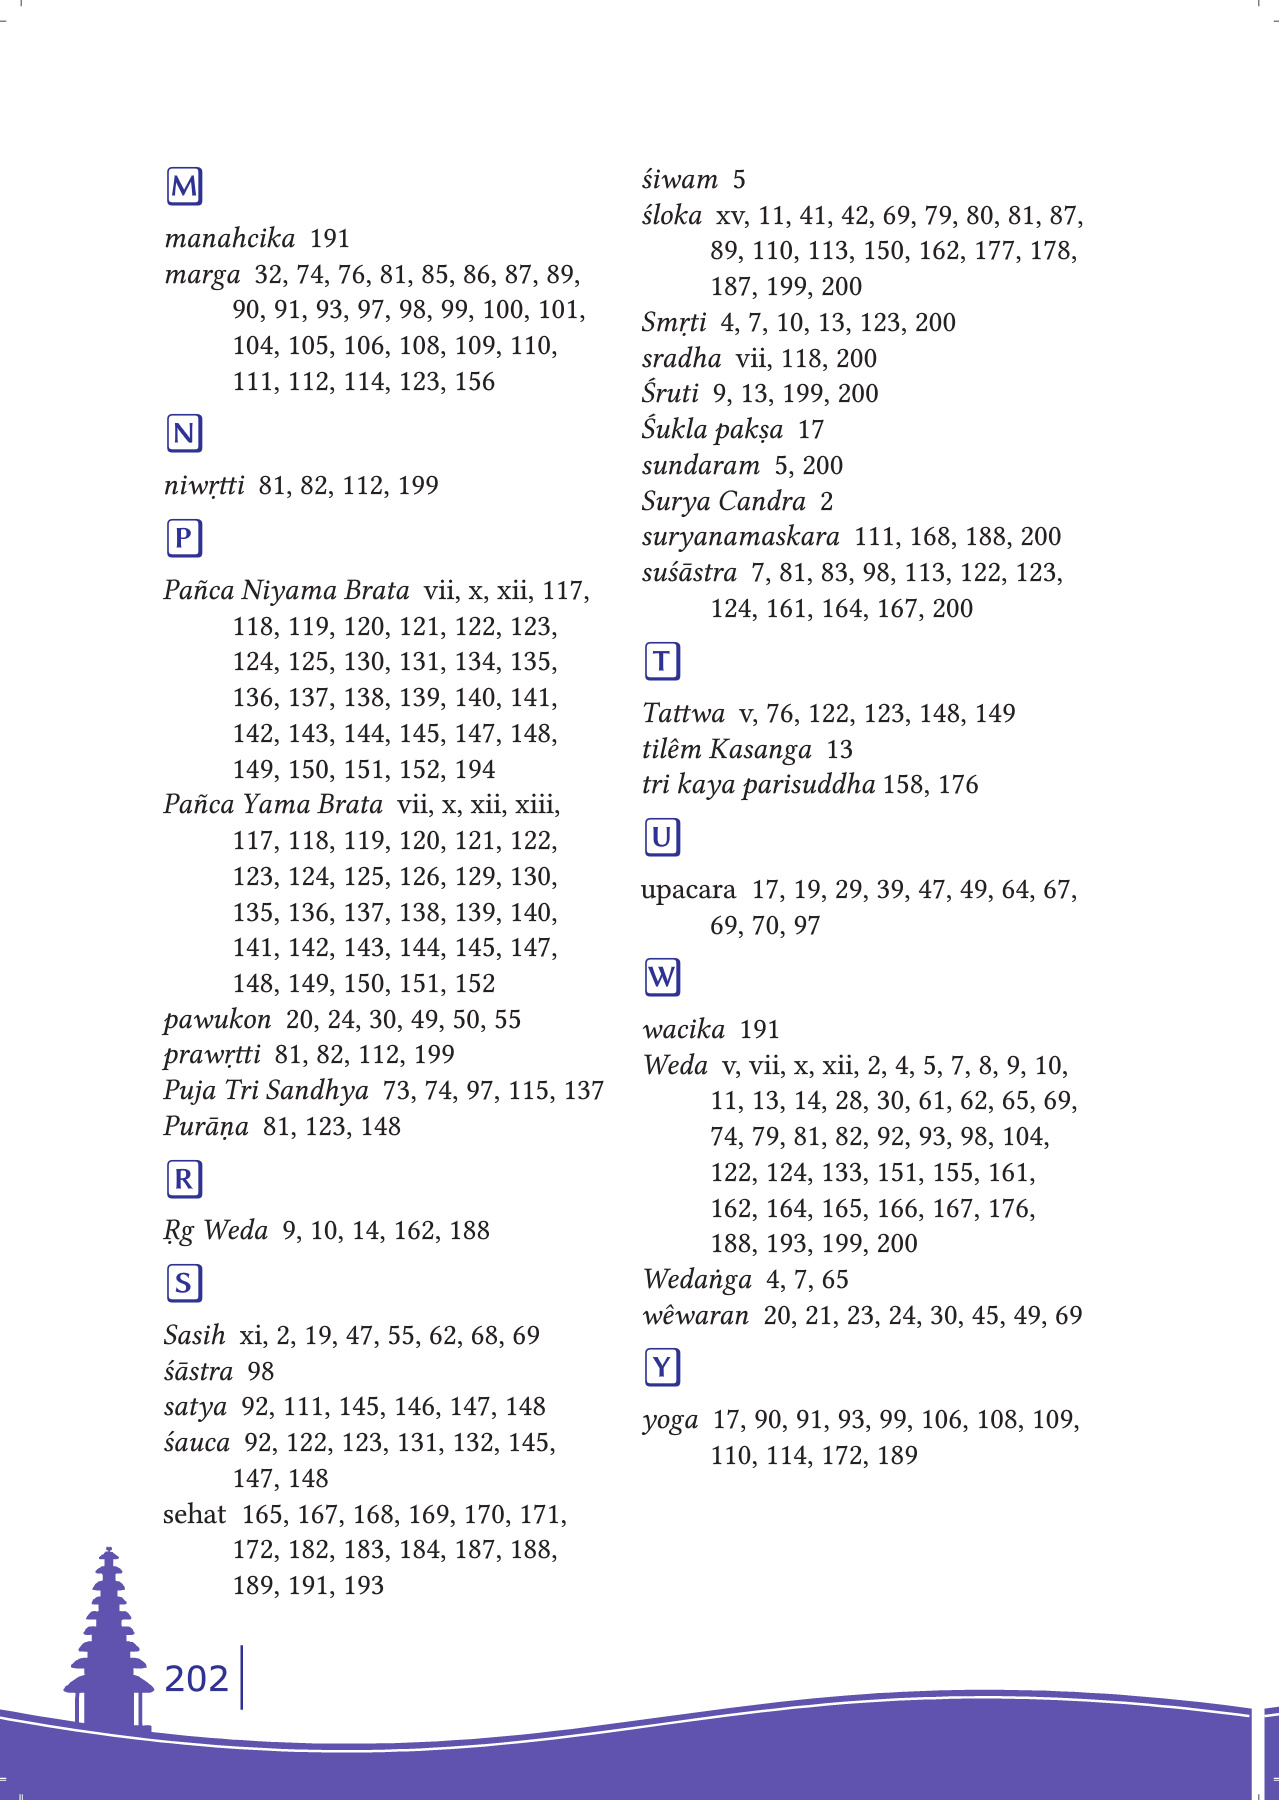 M
manahcika 191
marga 32, 74, 76, 81, 85, 86, 87, 89,
90, 91, 93, 97, 98, 99, 100, 101,
104, 105, 106, 108, 109, 110,
111, 112, 114, 123, 156
N
niwṛtti 81, 82, 112, 199
P
Pañca Niyama Brata vii, x, xii, 117,
118, 119, 120, 121, 122, 123,
124, 125, 130, 131, 134, 135,
136, 137, 138, 139, 140, 141,
142, 143, 144, 145, 147, 148,
149, 150, 151, 152, 194
Pañca Yama Brata vii, x, xii, xiii,
117, 118, 119, 120, 121, 122,
123, 124, 125, 126, 129, 130,
135, 136, 137, 138, 139, 140,
141, 142, 143, 144, 145, 147,
148, 149, 150, 151, 152
pawukon 20, 24, 30, 49, 50, 55
prawṛtti 81, 82, 112, 199
Puja Tri Sandhya 73, 74, 97, 115, 137
Purāṇa 81, 123, 148
R
Ṛg Weda 9, 10, 14, 162, 188
S
Sasih xi, 2, 19, 47, 55, 62, 68, 69
śāstra 98
satya 92, 111, 145, 146, 147, 148
śauca 92, 122, 123, 131, 132, 145,
147, 148
sehat 165, 167, 168, 169, 170, 171,
172, 182, 183, 184, 187, 188,
189, 191, 193
śiwam 5
śloka xv, 11, 41, 42, 69, 79, 80, 81, 87,
89, 110, 113, 150, 162, 177, 178,
187, 199, 200
Smṛti 4, 7, 10, 13, 123, 200
sradha vii, 118, 200
Śruti 9, 13, 199, 200
Śukla pakṣa 17
sundaram 5, 200
Surya Candra 2
suryanamaskara 111, 168, 188, 200
suśāstra 7, 81, 83, 98, 113, 122, 123,
124, 161, 164, 167, 200
T
Tattwa v, 76, 122, 123, 148, 149
tilêm Kasanga 13
tri kaya parisuddha 158, 176
U
upacara 17, 19, 29, 39, 47, 49, 64, 67,
69, 70, 97
W
wacika 191
Weda v, vii, x, xii, 2, 4, 5, 7, 8, 9, 10,
11, 13, 14, 28, 30, 61, 62, 65, 69,
74, 79, 81, 82, 92, 93, 98, 104,
122, 124, 133, 151, 155, 161,
162, 164, 165, 166, 167, 176,
188, 193, 199, 200
Wedaṅga 4, 7, 65
wêwaran 20, 21, 23, 24, 30, 45, 49, 69
Y
yoga 17, 90, 91, 93, 99, 106, 108, 109,
110, 114, 172, 189
202